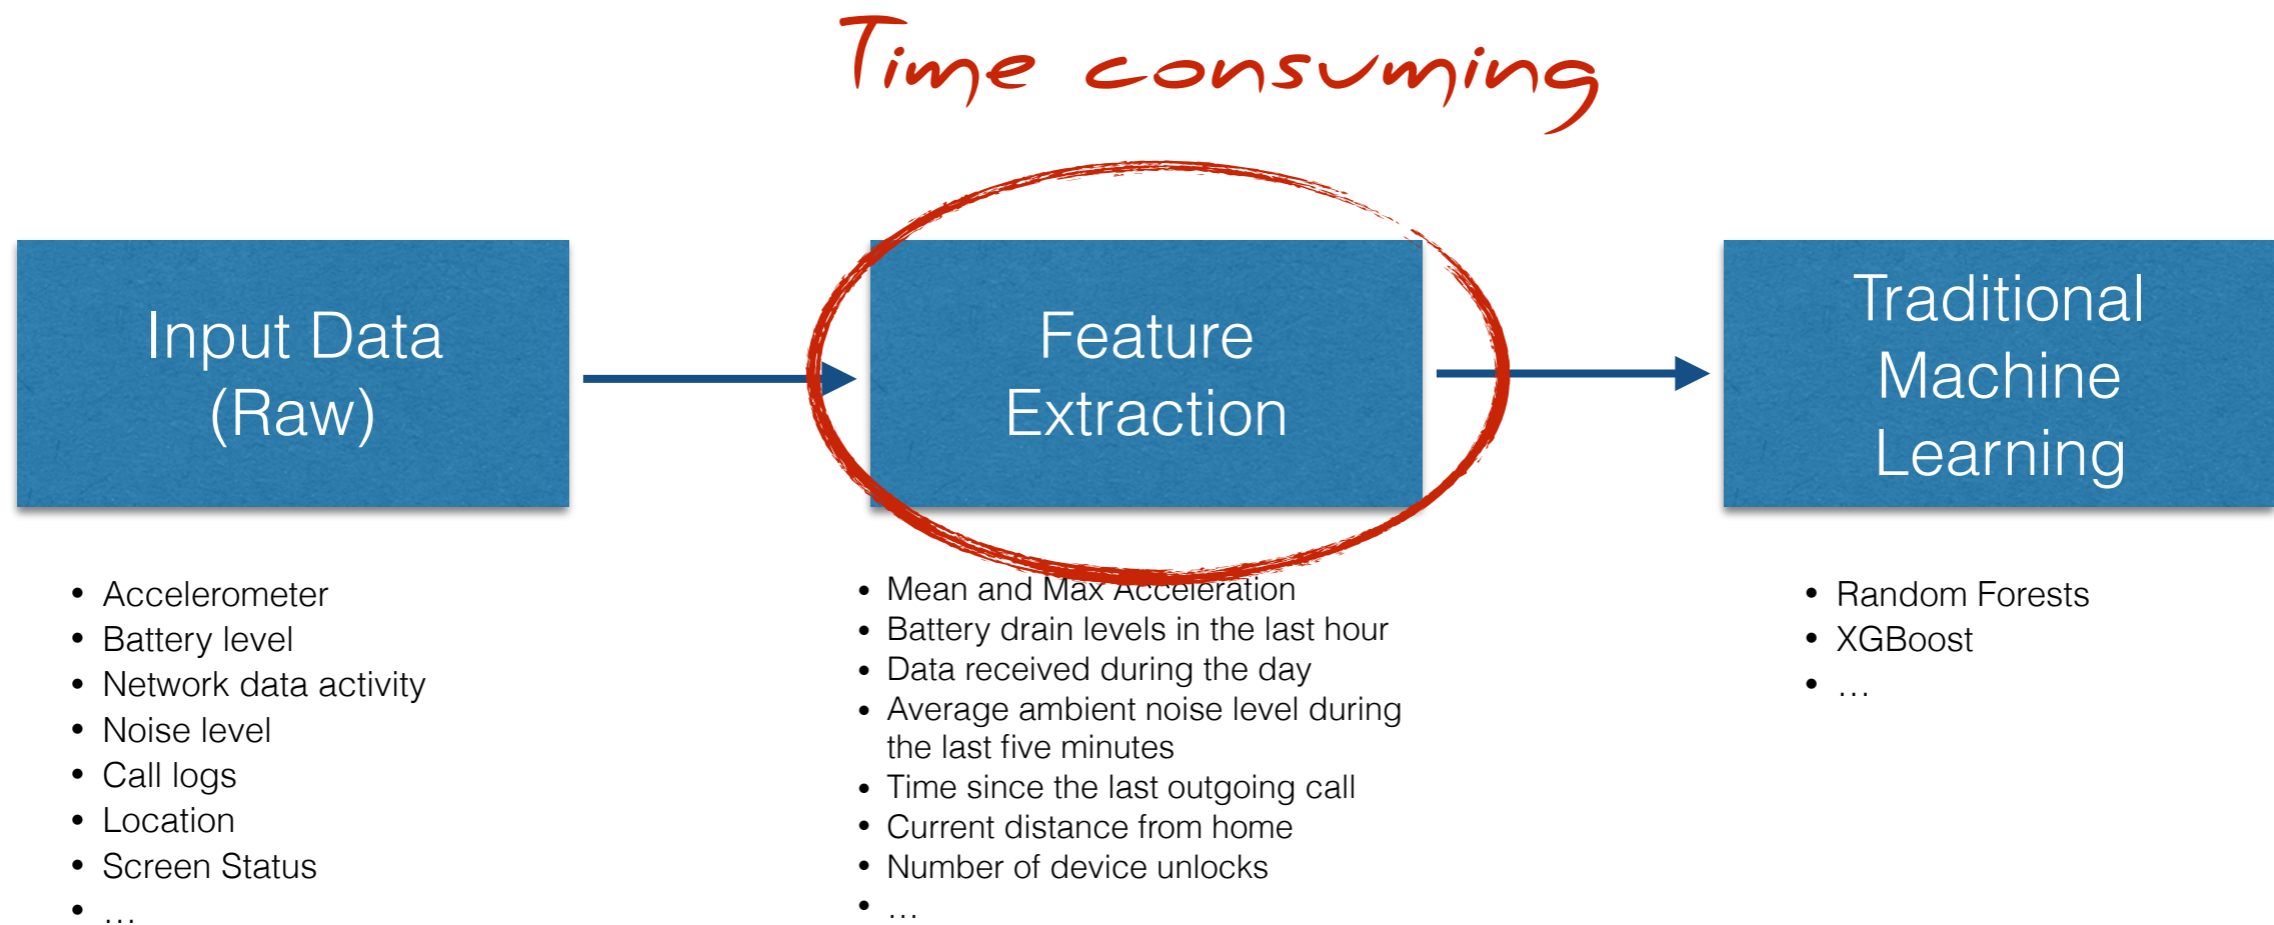 Time consuming
Input Data
(Raw)
Feature
Extraction
Traditional
Machine
Learning
• Accelerometer
• Battery level
• Network data activity
• Noise level
• Call logs
• Location
• Screen Status
• ...
• Mean and Max Acceleration
• Battery drain levels in the last hour
• Data received during the day
• Average ambient noise level during
the last five minutes
• Time since the last outgoing call
• Current distance from home
• Number of device unlocks
• ...
• Random Forests
• XGBoost
• ...